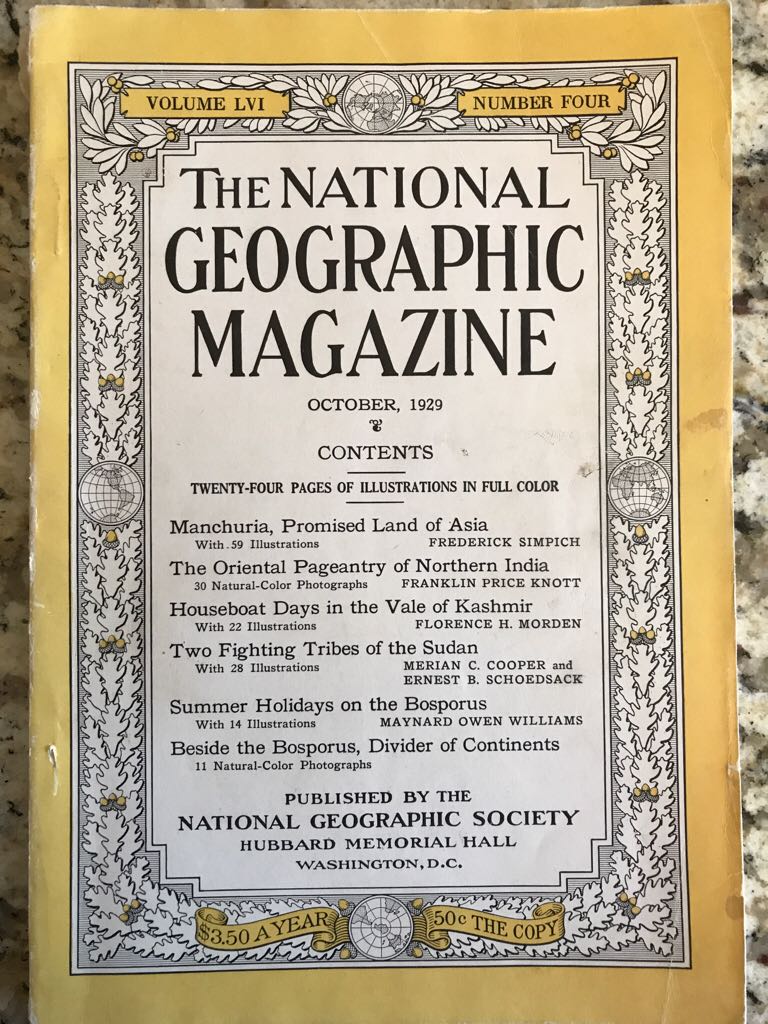 VOLUME LVI NUMBER FOUR
THE NATIONAL
GEOGRAPHIC
MAGAZINE
OCTOBER, 1929
CONTENTS
TWENTY-FOUR PAGES OF ILLUSTRATIONS IN FULL COLOR
Manchuria, Promised Land of Asia
With 59 Illustrations FREDERICK SIMPICH
The Oriental Pageantry of Northern India
30 Natural-Color Photographs FRANKLIN PRICE KNOTT
Houseboat Days in the Vale of Kashmir
With 22 Illustrations FLORENCE H. MORDEN
Two Fighting Tribes of the Sudan
With 28 Illustrations MERIAN C. COOPER and
ERNEST B. SCHOEDSACK
Summer Holidays on the Bosporus
With 14 Illustrations MAYNARD OWEN WILLIAMS
Beside the Bosporus, Divider of Continents
11 Natural-Color Photographs
PUBLISHED BY THE
NATIONAL GEOGRAPHIC SOCIETY
HUBBARD MEMORIAL HALL
WASHINGTON, D.C.
$3.50 A YEAR 50c THE COPY